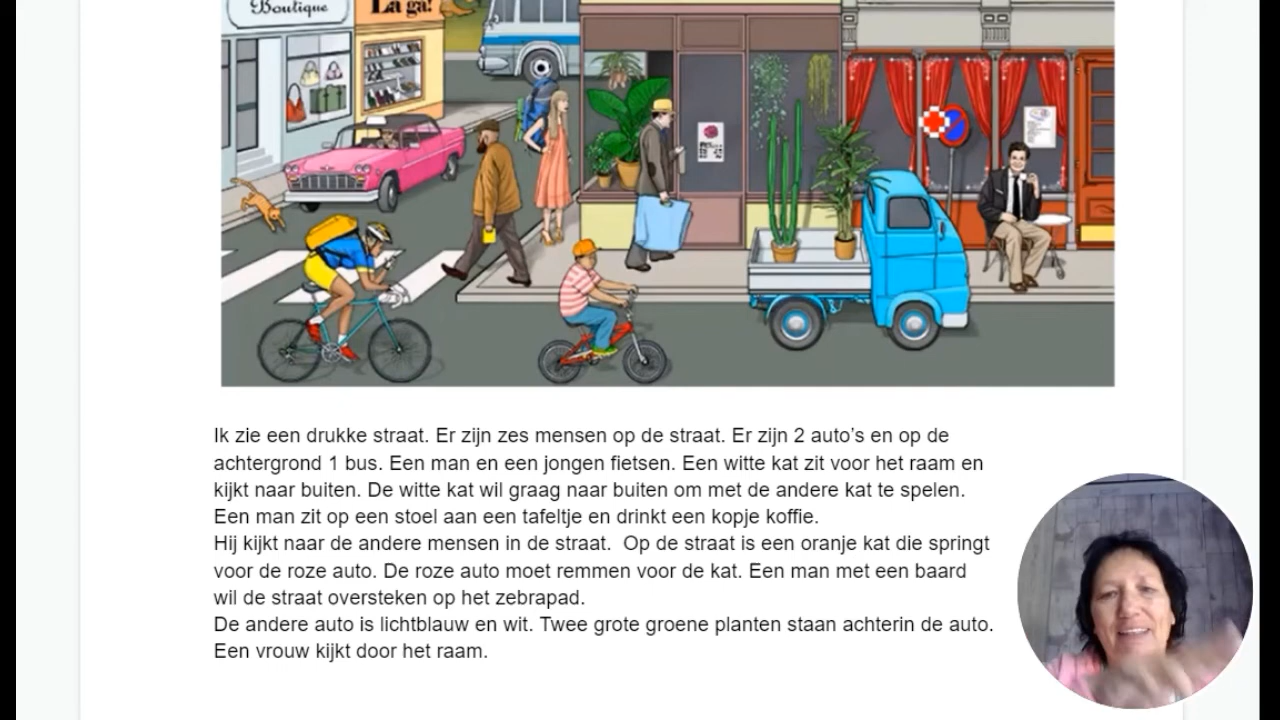 Boutique
La ga!
Ik zie een drukke straat. Er zijn zes mensen op de straat. Er zijn 2 auto’s en op de
achtergrond 1 bus. Een man en een jongen fietsen. Een witte kat zit voor het raam en
kijkt naar buiten. De witte kat wil graag naar buiten om met de andere kat te spelen.
Een man zit op een stoel aan een tafeltje en drinkt een kopje koffie.
Hij kijkt naar de andere mensen in de straat.  Op de straat is een oranje kat die springt
voor de roze auto. De roze auto moet remmen voor de kat. Een man met een baard
wil de straat oversteken op het zebrapad.
De andere auto is lichtblauw en wit. Twee grote groene planten staan achterin de auto.
Een vrouw kijkt door het raam.